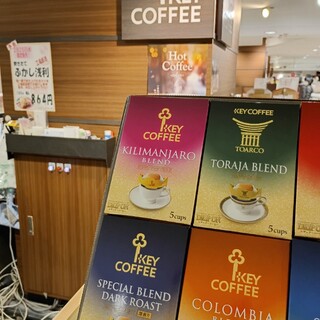 KEY
COFFEE
Hot
Coffee
ふかし浅利
864円
KEY
COFFEE
KILIMANJARO
BLEND
5cups
KEY COFFEE
TOARCO
TORAJA BLEND
5cups
KEY
COFFEE
SPECIAL BLEND
DARK ROAST
KEY
COFFEE
COLOMBIA